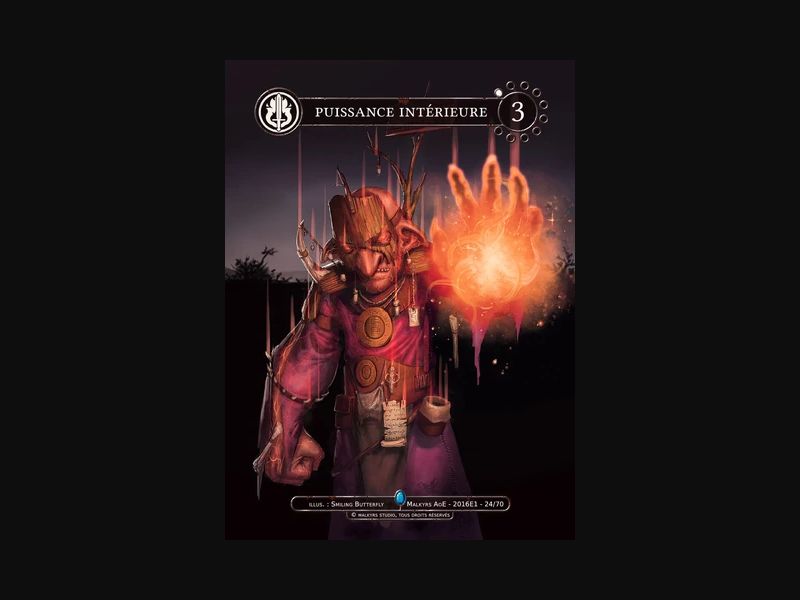 PUISSANCE INTÉRIEURE 3
ILLUS. : SMILING BUTTERFLY MALKYRS AOE - 2016E1 - 24/70
© MALKYRS STUDIO, TOUS DROITS RÉSERVÉS